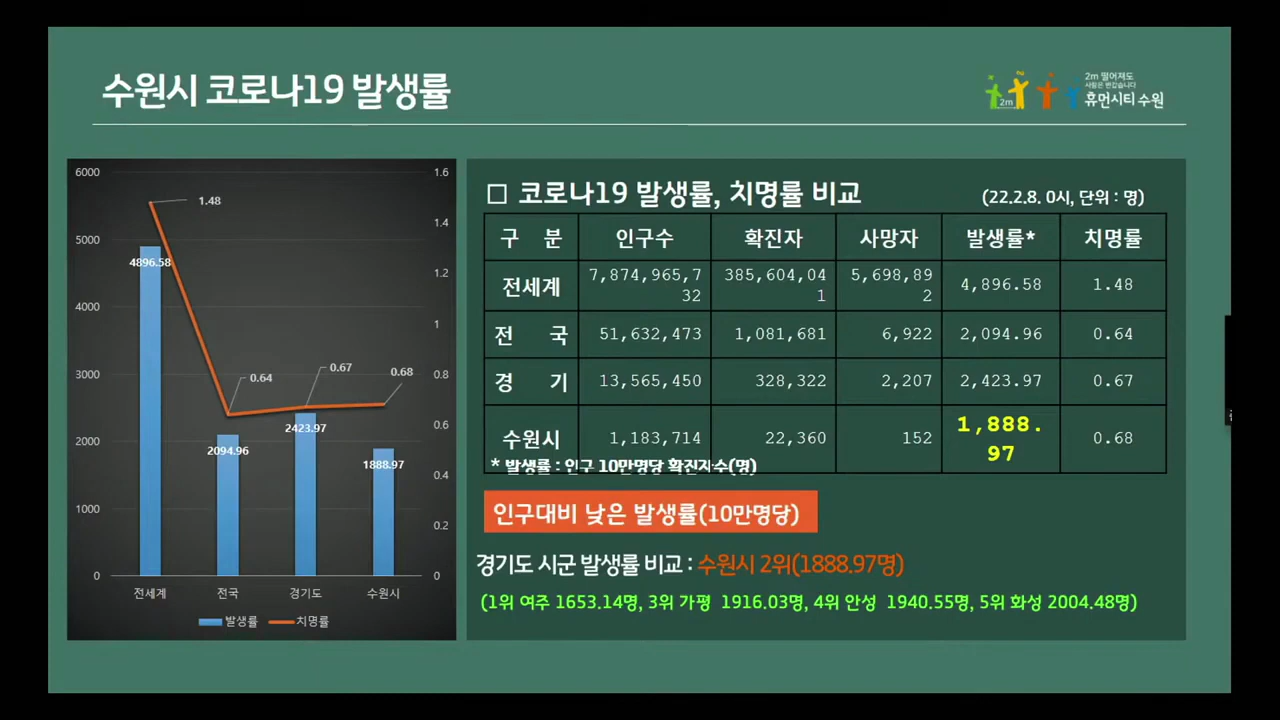 수원시 코로나19 발생률
2m
2m 떨어져도
사람은 반갑습니다
휴먼시티 수원
6000
5000
4000
3000
2000
1000
0
1.6
1.4
1.2
1
0.8
0.6
0.4
0.2
0
1.48
0.64
0.67
0.68
4896.58
2094.96
2423.97
1888.97
전세계 전국 경기도 수원시
발생률 치명률
□ 코로나19 발생률, 치명률 비교 (22.2.8. 0시, 단위 : 명)
구 분 인구수 확진자 사망자 발생률* 치명률
전세계 7,874,965,732 385,604,041 5,698,892 4,896.58 1.48
전 국 51,632,473 1,081,681 6,922 2,094.96 0.64
경 기 13,565,450 328,322 2,207 2,423.97 0.67
수원시 1,183,714 22,360 152 1,888.97 0.68
* 발생률 : 인구 10만명당 확진자수(명)
인구대비 낮은 발생률(10만명당)
경기도 시군 발생률 비교 : 수원시 2위(1888.97명)
(1위 여주 1653.14명, 3위 가평 1916.03명, 4위 안성 1940.55명, 5위 화성 2004.48명)